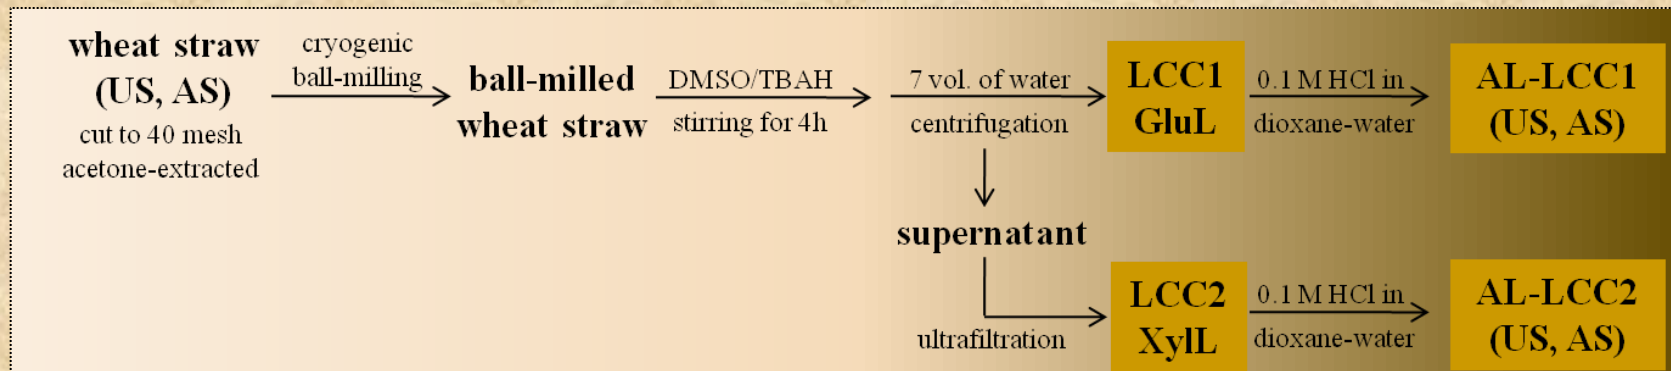 wheat straw
(US, AS)
cut to 40 mesh
acetone-extracted
cryogenic
ball-milling
ball-milled
wheat straw
DMSO/TBAH
stirring for 4h
7 vol. of water
centrifugation
LCC1
GluL
0.1 M HCl in
dioxane-water
AL-LCC1
(US, AS)
supernatant
ultrafiltration
LCC2
XylL
0.1 M HCl in
dioxane-water
AL-LCC2
(US, AS)